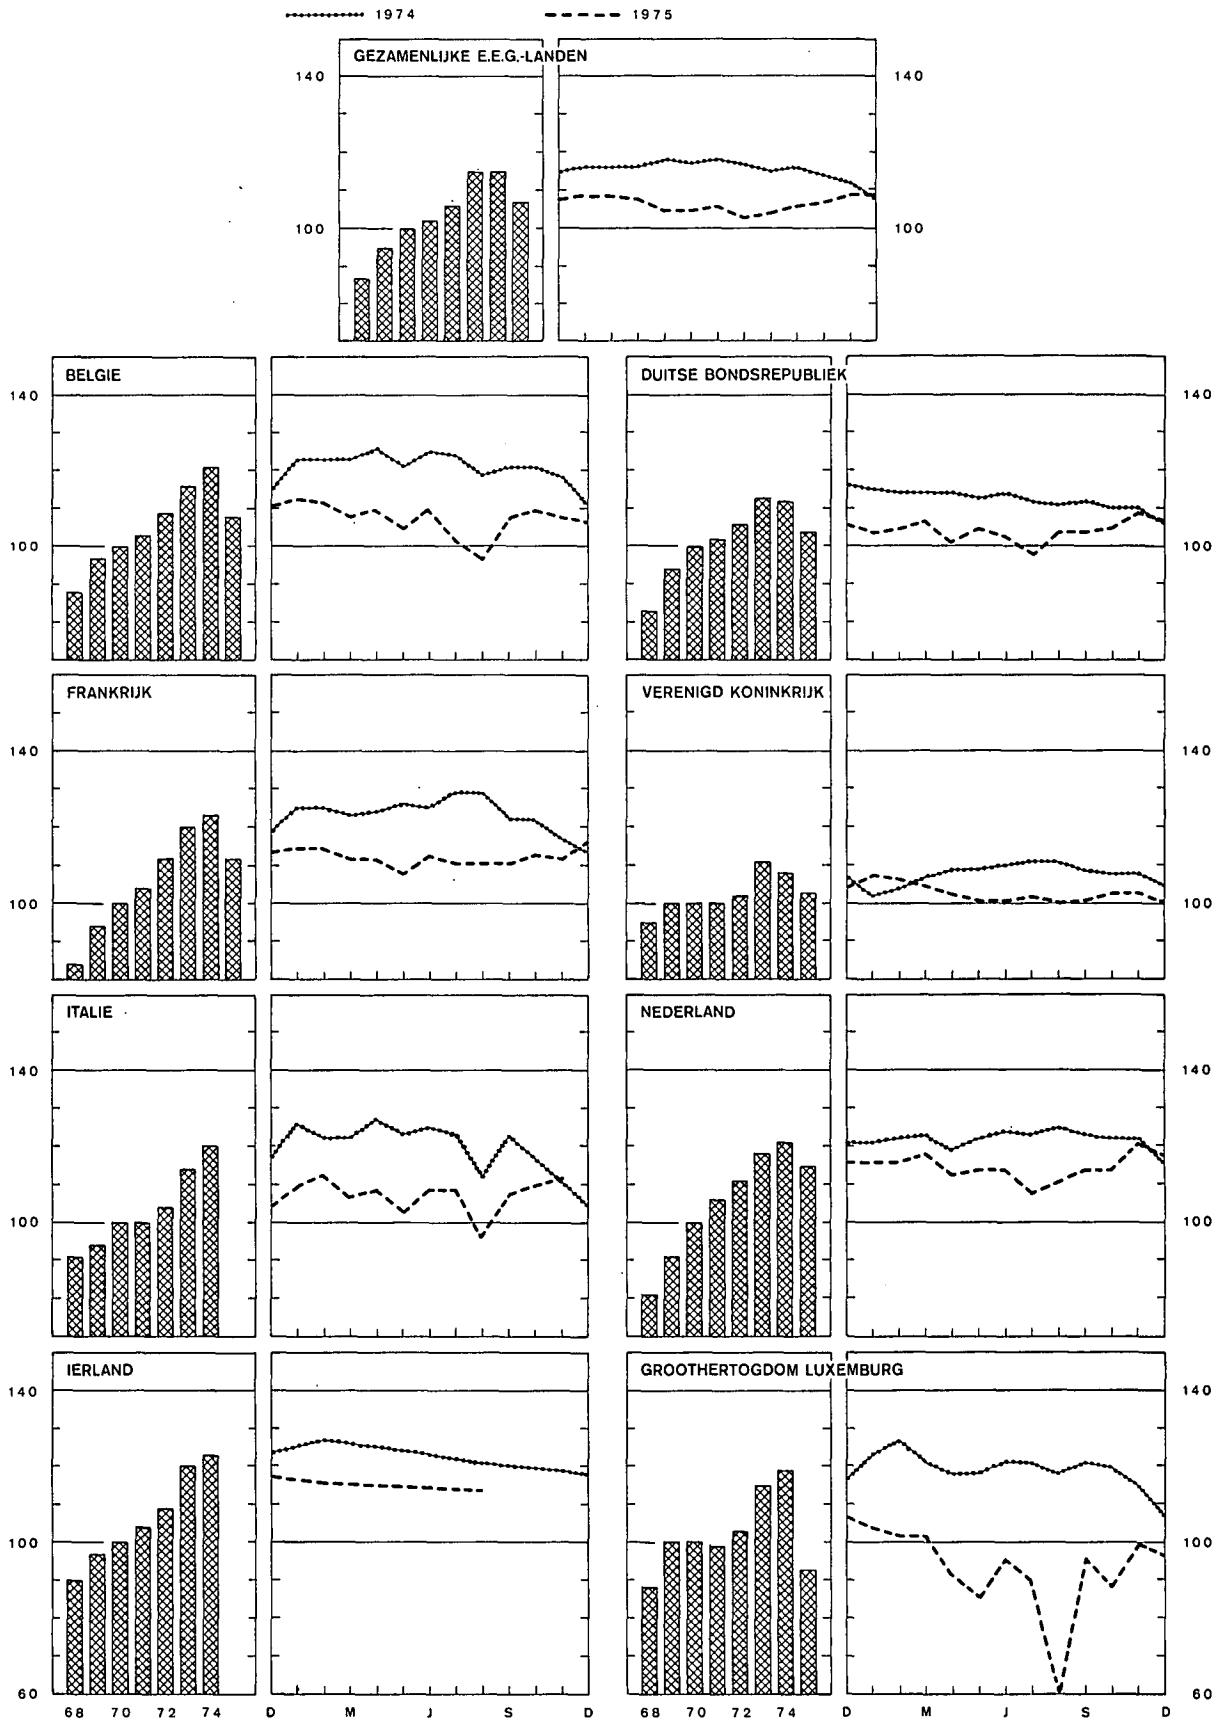 1974 1975
GEZAMENLIJKE E.E.G.-LANDEN
140 140
100 100
BELGIE DUITSE BONDSREPUBLIEK
140 140
100 100
FRANKRIJK VERENIGD KONINKRIJK
140 140
100 100
ITALIE NEDERLAND
140 140
100 100
IERLAND GROOTHERTOGDOM LUXEMBURG
140 140
100 100
60 60
68 70 72 74 D M J S D 68 70 72 74 D M J S D